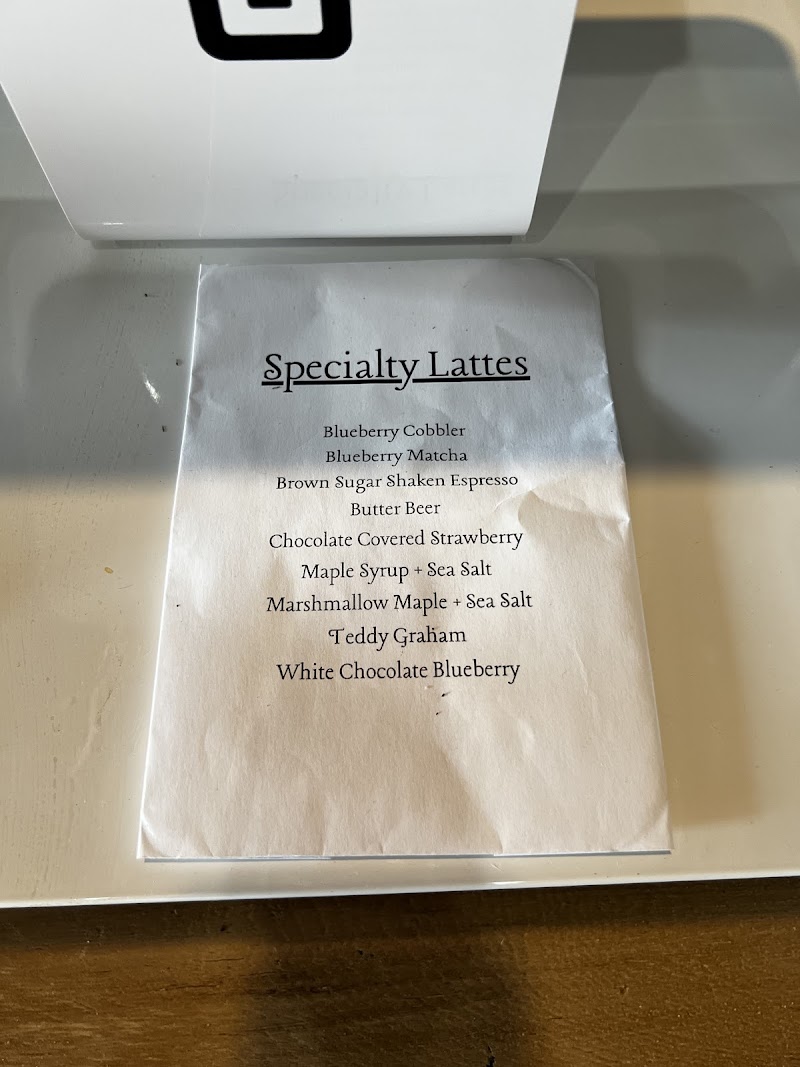 Specialty Lattes
Blueberry Cobbler
Blueberry Matcha
Brown Sugar Shaken Espresso
Butter Beer
Chocolate Covered Strawberry
Maple Syrup + Sea Salt
Marshmallow Maple + Sea Salt
Teddy Graham
White Chocolate Blueberry